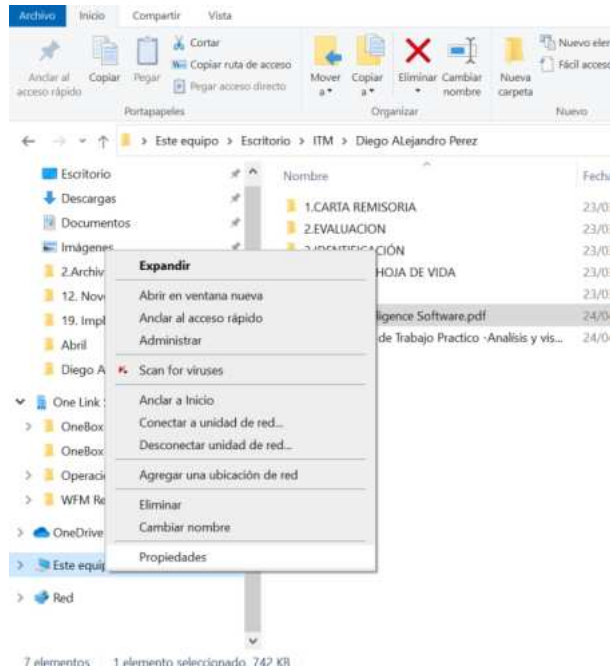 Archivo Inicio Compartir Vista
Anclar al acceso rápido
Copiar
Pegar
Cortar
Copiar ruta de acceso
Pegar acceso directo
Portapapeles
Mover a
Copiar a
Eliminar
Cambiar nombre
Organizar
Nueva carpeta
Nuevo elem
Fácil acceso
Nuevo
Este equipo > Escritorio > ITM > Diego ALejandro Perez
Escritorio
Descargas
Documentos
Imágenes
2.Archiv
12. Nov
19. Impl
Abril
Diego A
One Link
OneBox
OneBox
Operaci
WFM Re
OneDrive
Este equip
Red
Expandir
Abrir en ventana nueva
Anclar al acceso rápido
Administrar
Scan for viruses
Anclar a Inicio
Conectar a unidad de red...
Desconectar unidad de red...
Agregar una ubicación de red
Eliminar
Cambiar nombre
Propiedades
Nombre Fecha
1.CARTA REMISORIA 23/0
2.EVALUACION 23/0
23/0
HOJA DE VIDA 23/0
23/0
ligence Software.pdf 24/0
de Trabajo Practico -Analísis y vis... 24/0
7 elementos 1 elemento seleccionado 742 KB